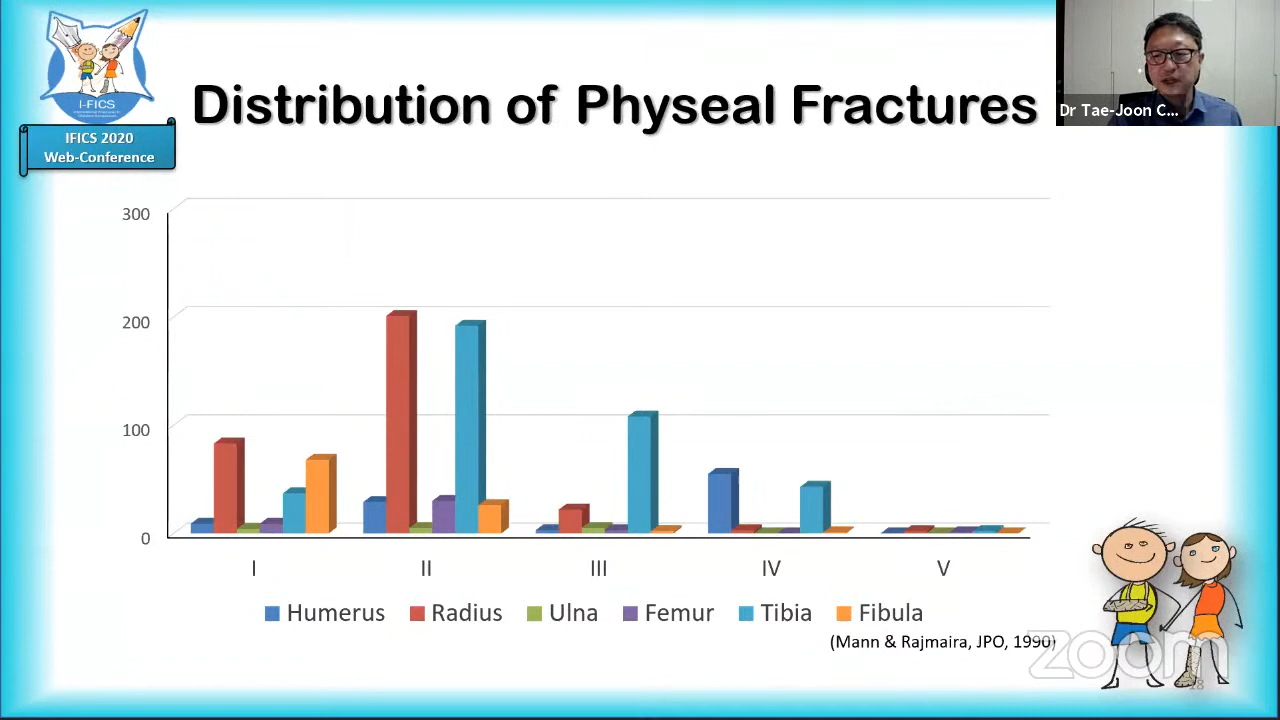 I-FICS
IFICS 2020
Web-Conference
Distribution of Physeal Fractures
Dr Tae-Joon C...
300
200
100
0
I II III IV V
Humerus Radius Ulna Femur Tibia Fibula
(Mann & Rajmaira, JPO, 1990)
zoom
18